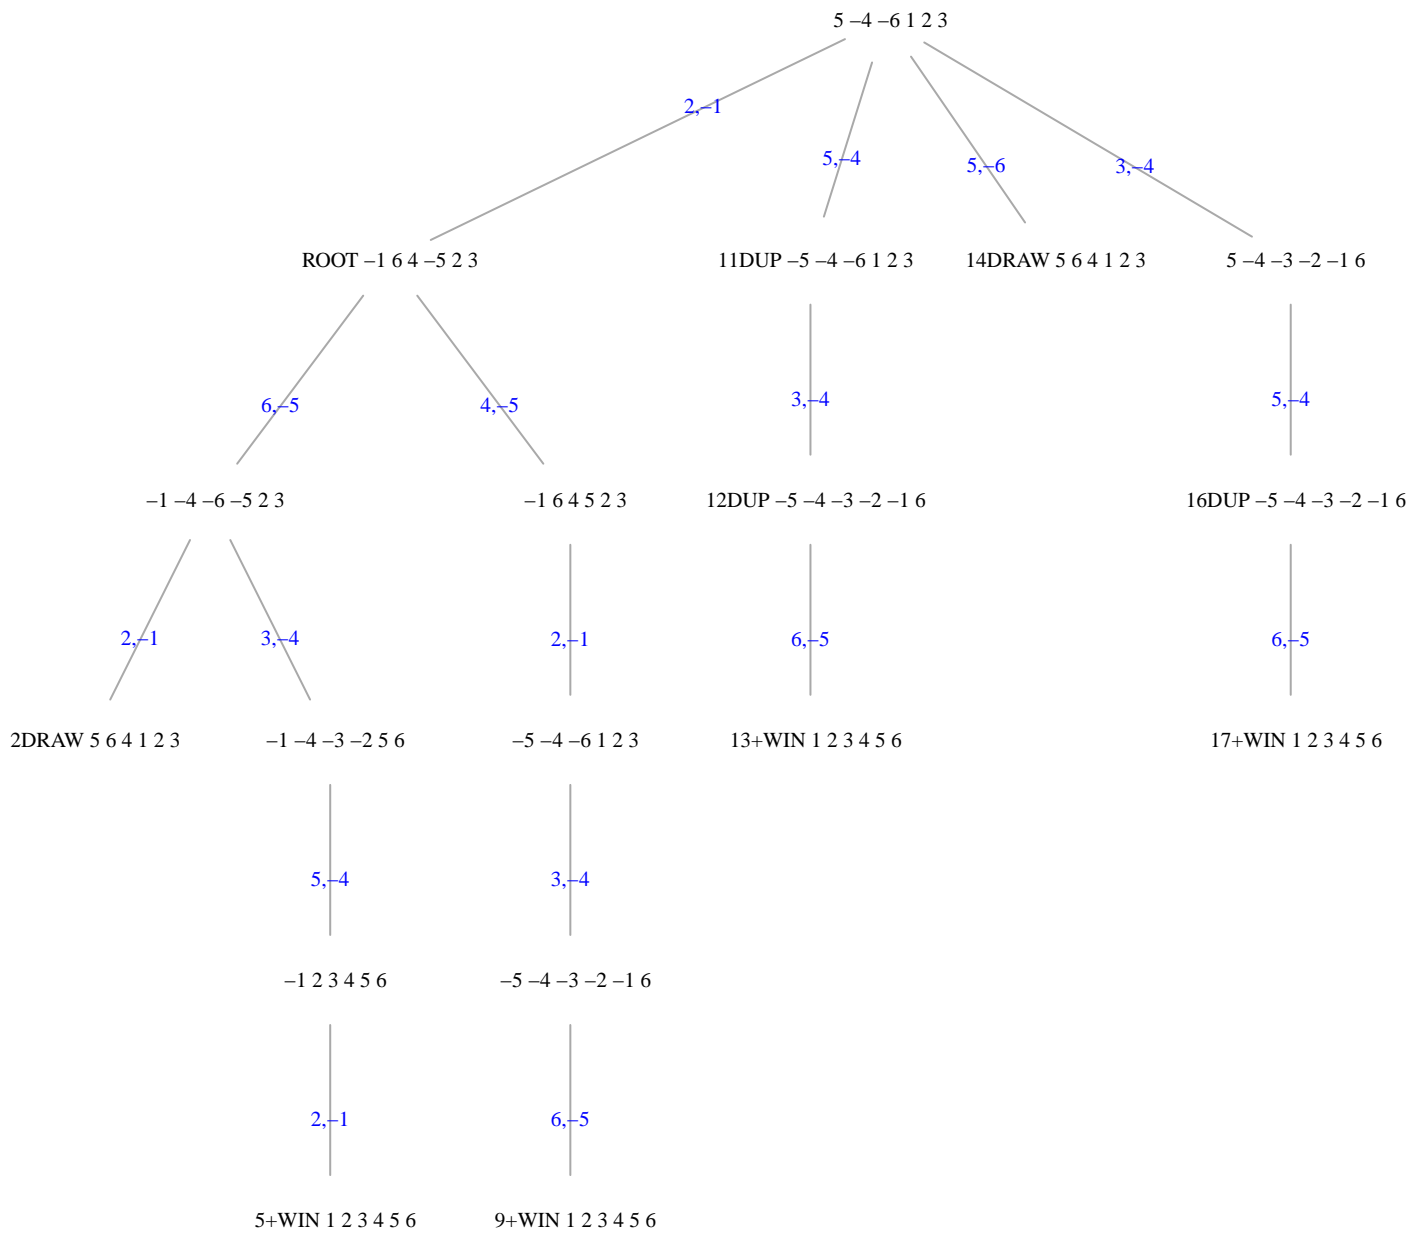 5 –4 –6 1 2 3
2,–1
5,–4
5,–6
3,–4
ROOT –1 6 4 –5 2 3
11DUP –5 –4 –6 1 2 3
14DRAW 5 6 4 1 2 3
5 –4 –3 –2 –1 6
6,–5
4,–5
3,–4
5,–4
–1 –4 –6 –5 2 3
–1 6 4 5 2 3
12DUP –5 –4 –3 –2 –1 6
16DUP –5 –4 –3 –2 –1 6
2,–1
3,–4
2,–1
6,–5
6,–5
2DRAW 5 6 4 1 2 3
–1 –4 –3 –2 5 6
–5 –4 –6 1 2 3
13+WIN 1 2 3 4 5 6
17+WIN 1 2 3 4 5 6
5,–4
3,–4
–1 2 3 4 5 6
–5 –4 –3 –2 –1 6
2,–1
6,–5
5+WIN 1 2 3 4 5 6
9+WIN 1 2 3 4 5 6